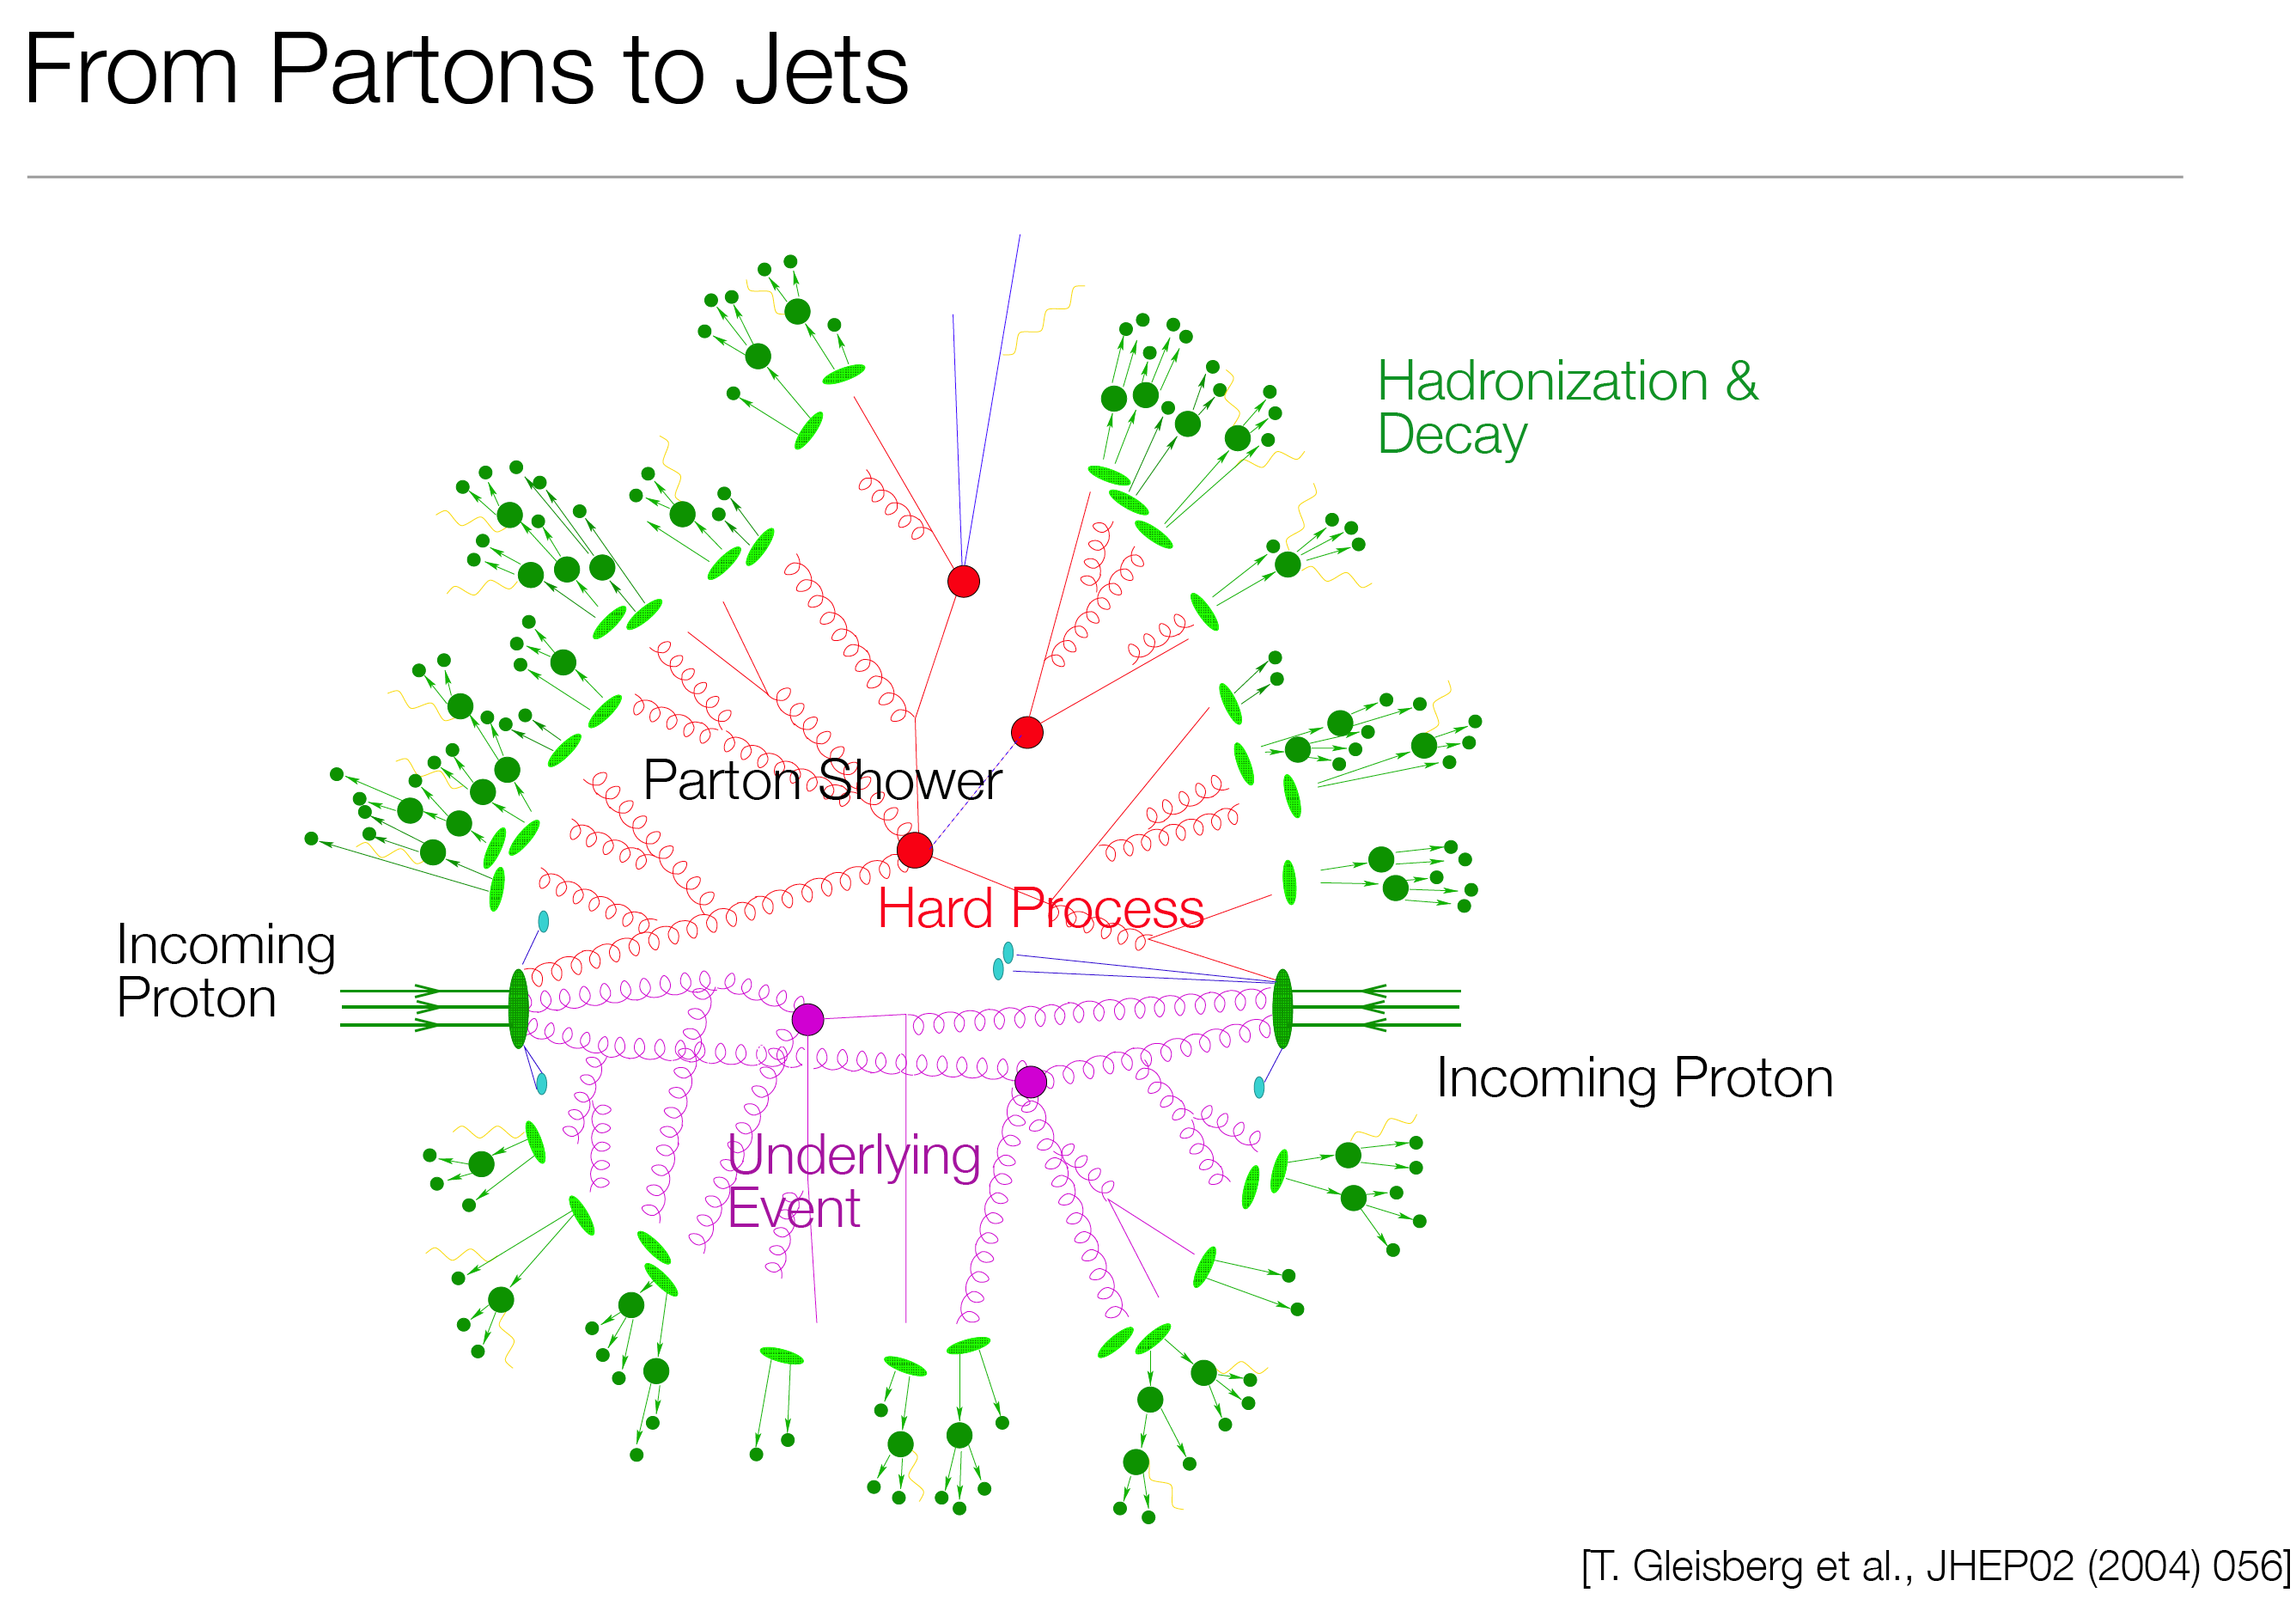 From Partons to Jets
Hadronization &
Decay
Parton Shower
Hard Process
Incoming
Proton
Incoming Proton
Underlying
Event
[T. Gleisberg et al., JHEP02 (2004) 056]